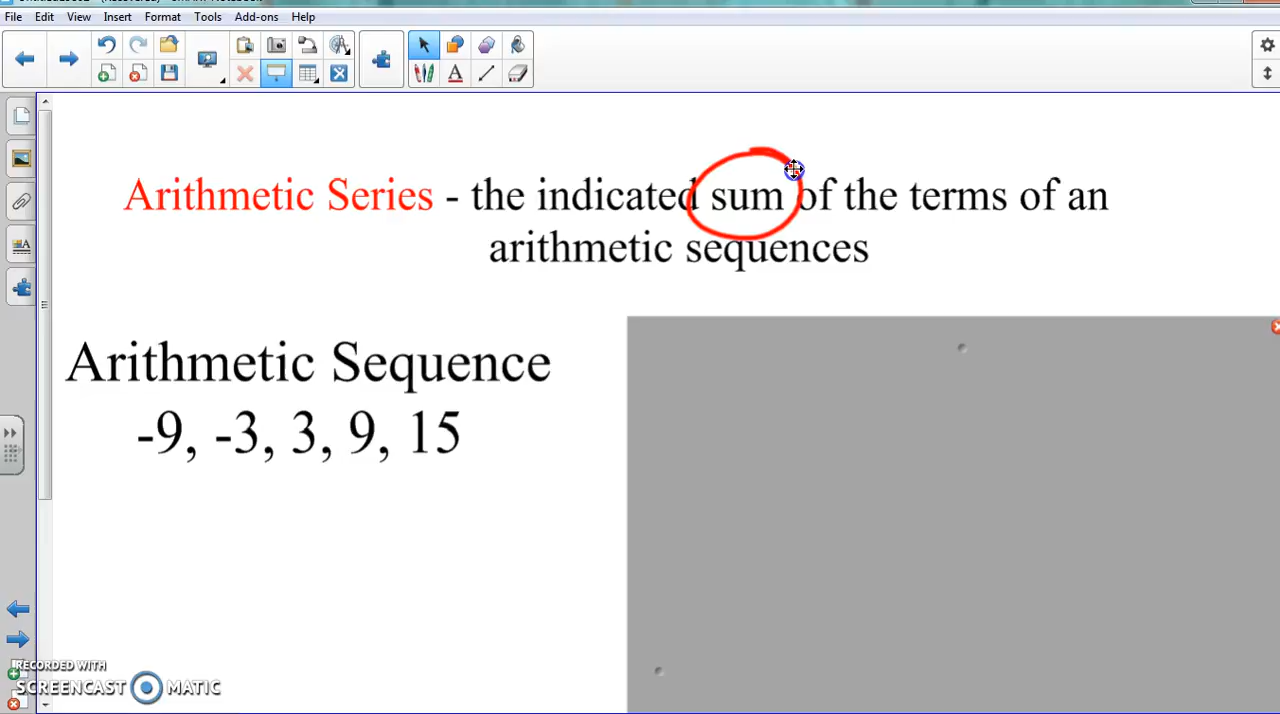 File Edit View Insert Format Tools Add-ons Help
Arithmetic Series - the indicated sum of the terms of an
arithmetic sequences
Arithmetic Sequence
-9, -3, 3, 9, 15
RECORDED WITH
SCREENCAST MATIC